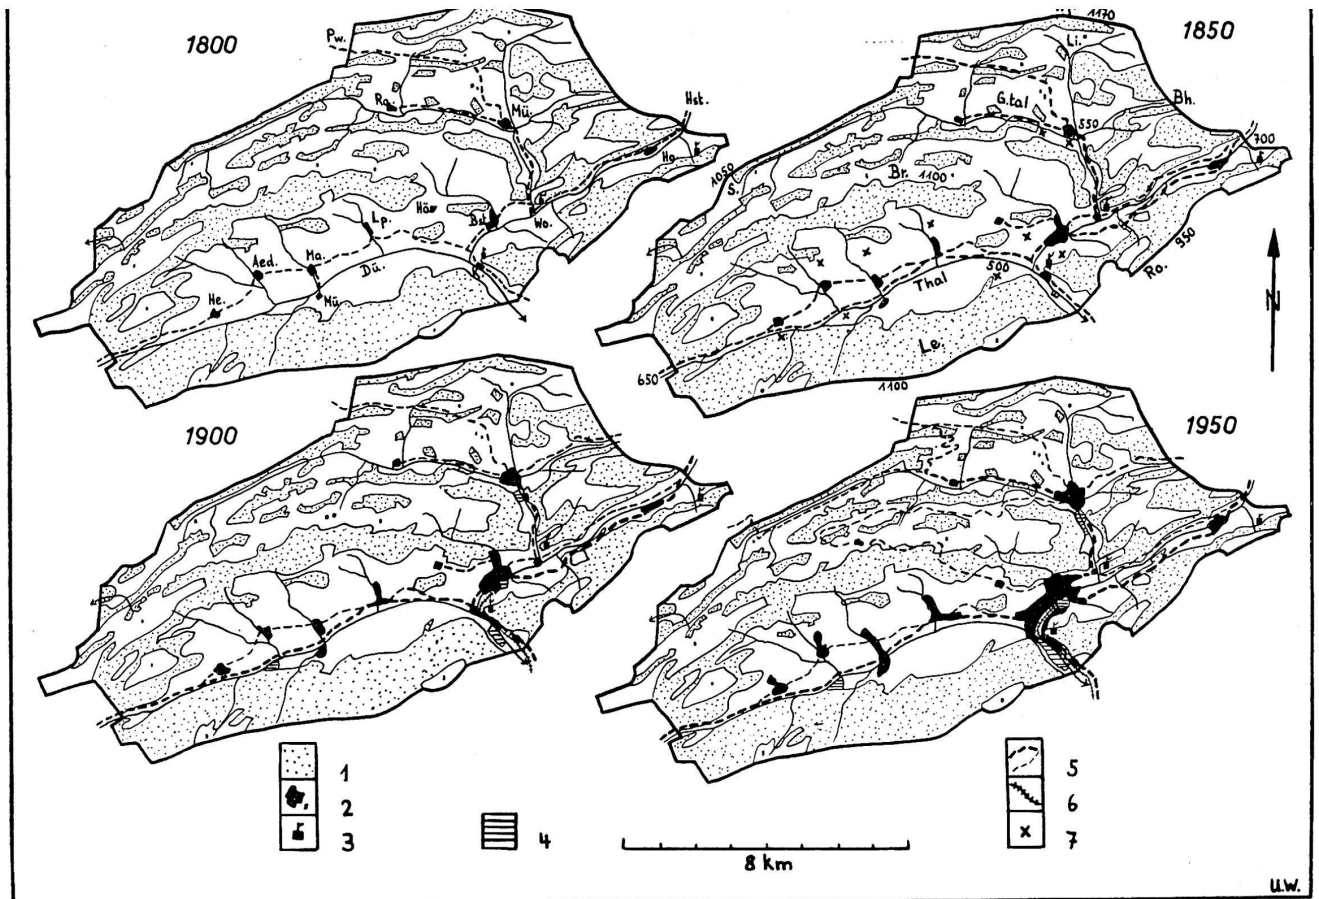 1800
Pw.
Ra.
Mü.
Hst.
Ho.
Hö.
Lp.
Bst.
Wo.
Aed.
Ma.
Dü.
He.
Mü.
1850
1170
Li.
G.tal
550
Bh.
700
1050
S.
Br. 1100
950
Ro.
500
Thal
Le.
650
1100
N
1900
1950
1
2
3
4
5
6
7
8 km
U.W.